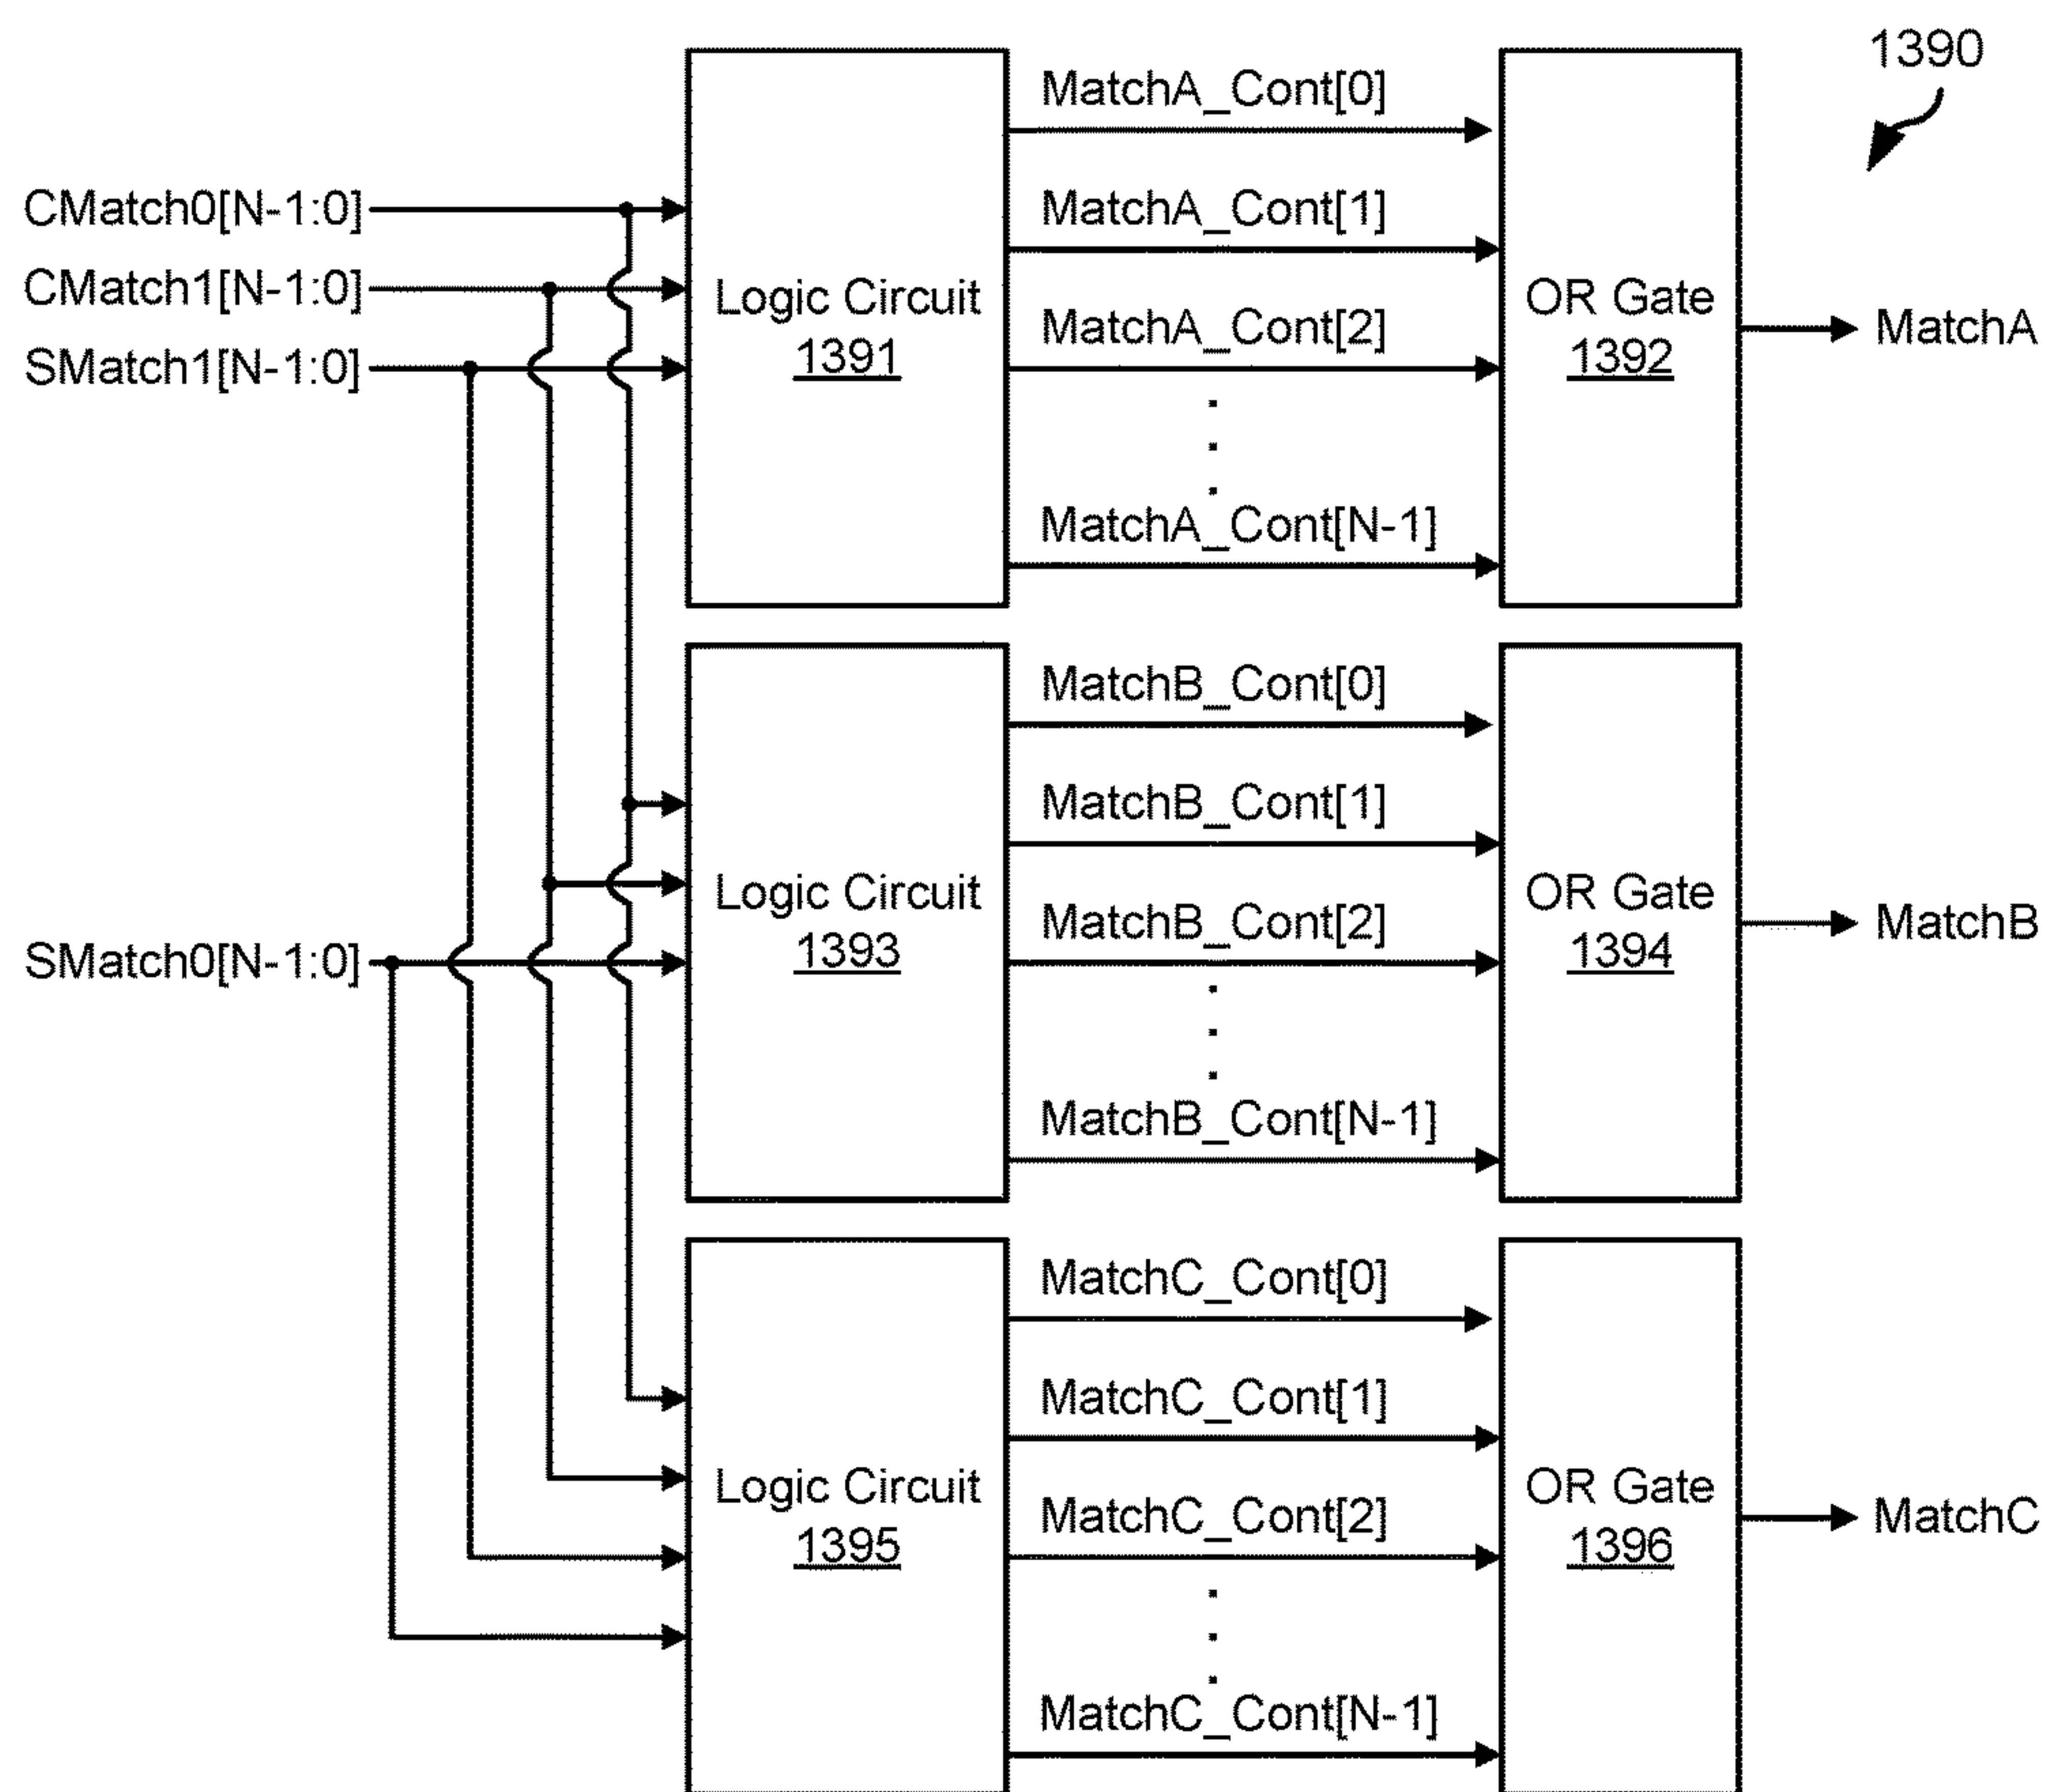 1390
CMatch0[N-1:0]
CMatch1[N-1:0]
SMatch1[N-1:0]
Logic Circuit
1391
MatchA_Cont[0]
MatchA_Cont[1]
MatchA_Cont[2]
MatchA_Cont[N-1]
OR Gate
1392
MatchA
SMatch0[N-1:0]
Logic Circuit
1393
MatchB_Cont[0]
MatchB_Cont[1]
MatchB_Cont[2]
MatchB_Cont[N-1]
OR Gate
1394
MatchB
Logic Circuit
1395
MatchC_Cont[0]
MatchC_Cont[1]
MatchC_Cont[2]
MatchC_Cont[N-1]
OR Gate
1396
MatchC